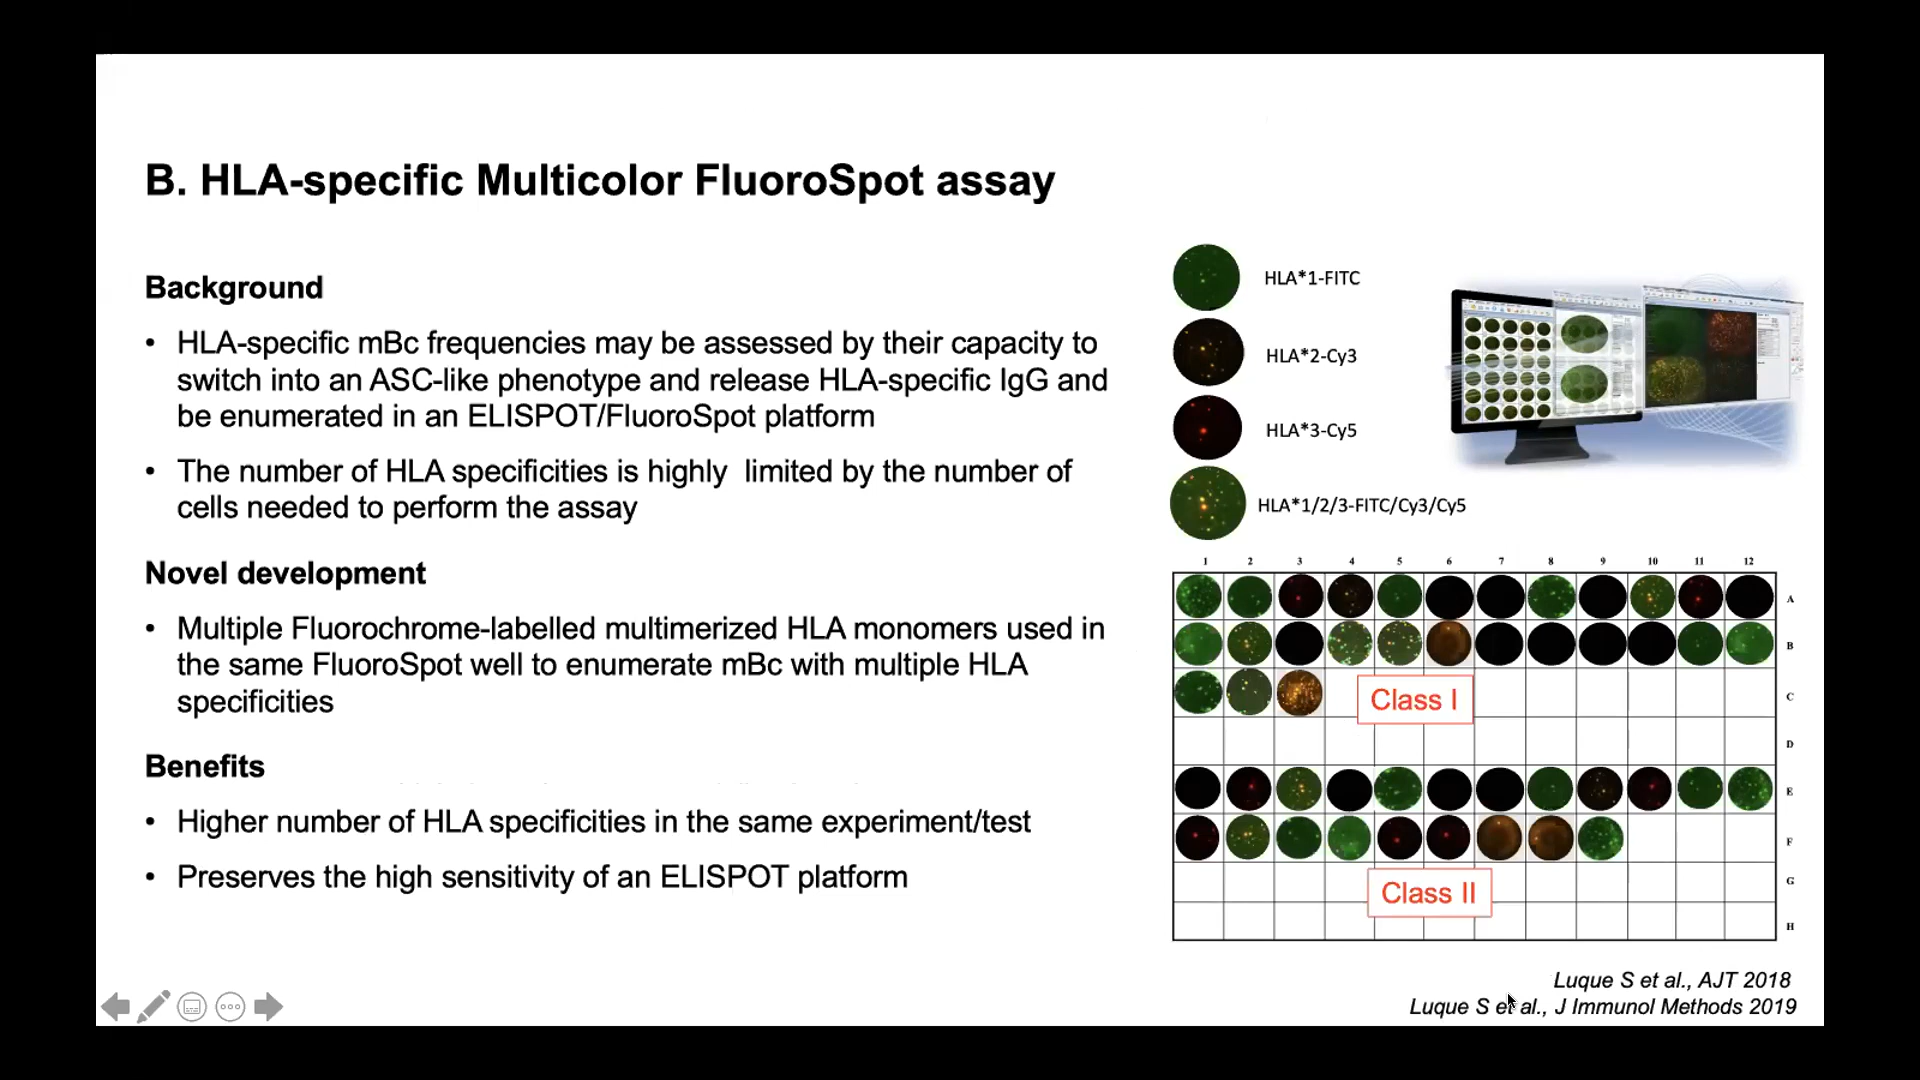 B. HLA-specific Multicolor FluoroSpot assay
Background
• HLA-specific mBc frequencies may be assessed by their capacity to
switch into an ASC-like phenotype and release HLA-specific IgG and
be enumerated in an ELISPOT/FluoroSpot platform
• The number of HLA specificities is highly limited by the number of
cells needed to perform the assay
Novel development
• Multiple Fluorochrome-labelled multimerized HLA monomers used in
the same FluoroSpot well to enumerate mBc with multiple HLA
specificities
Benefits
• Higher number of HLA specificities in the same experiment/test
• Preserves the high sensitivity of an ELISPOT platform
HLA*1-FITC
HLA*2-Cy3
HLA*3-Cy5
HLA*1/2/3-FITC/Cy3/Cy5
1 2 3 4 5 6 7 8 9 10 11 12
A
B
C
Class I
D
E
F
G
Class II
H
Luque S et al., AJT 2018
Luque S et al., J Immunol Methods 2019